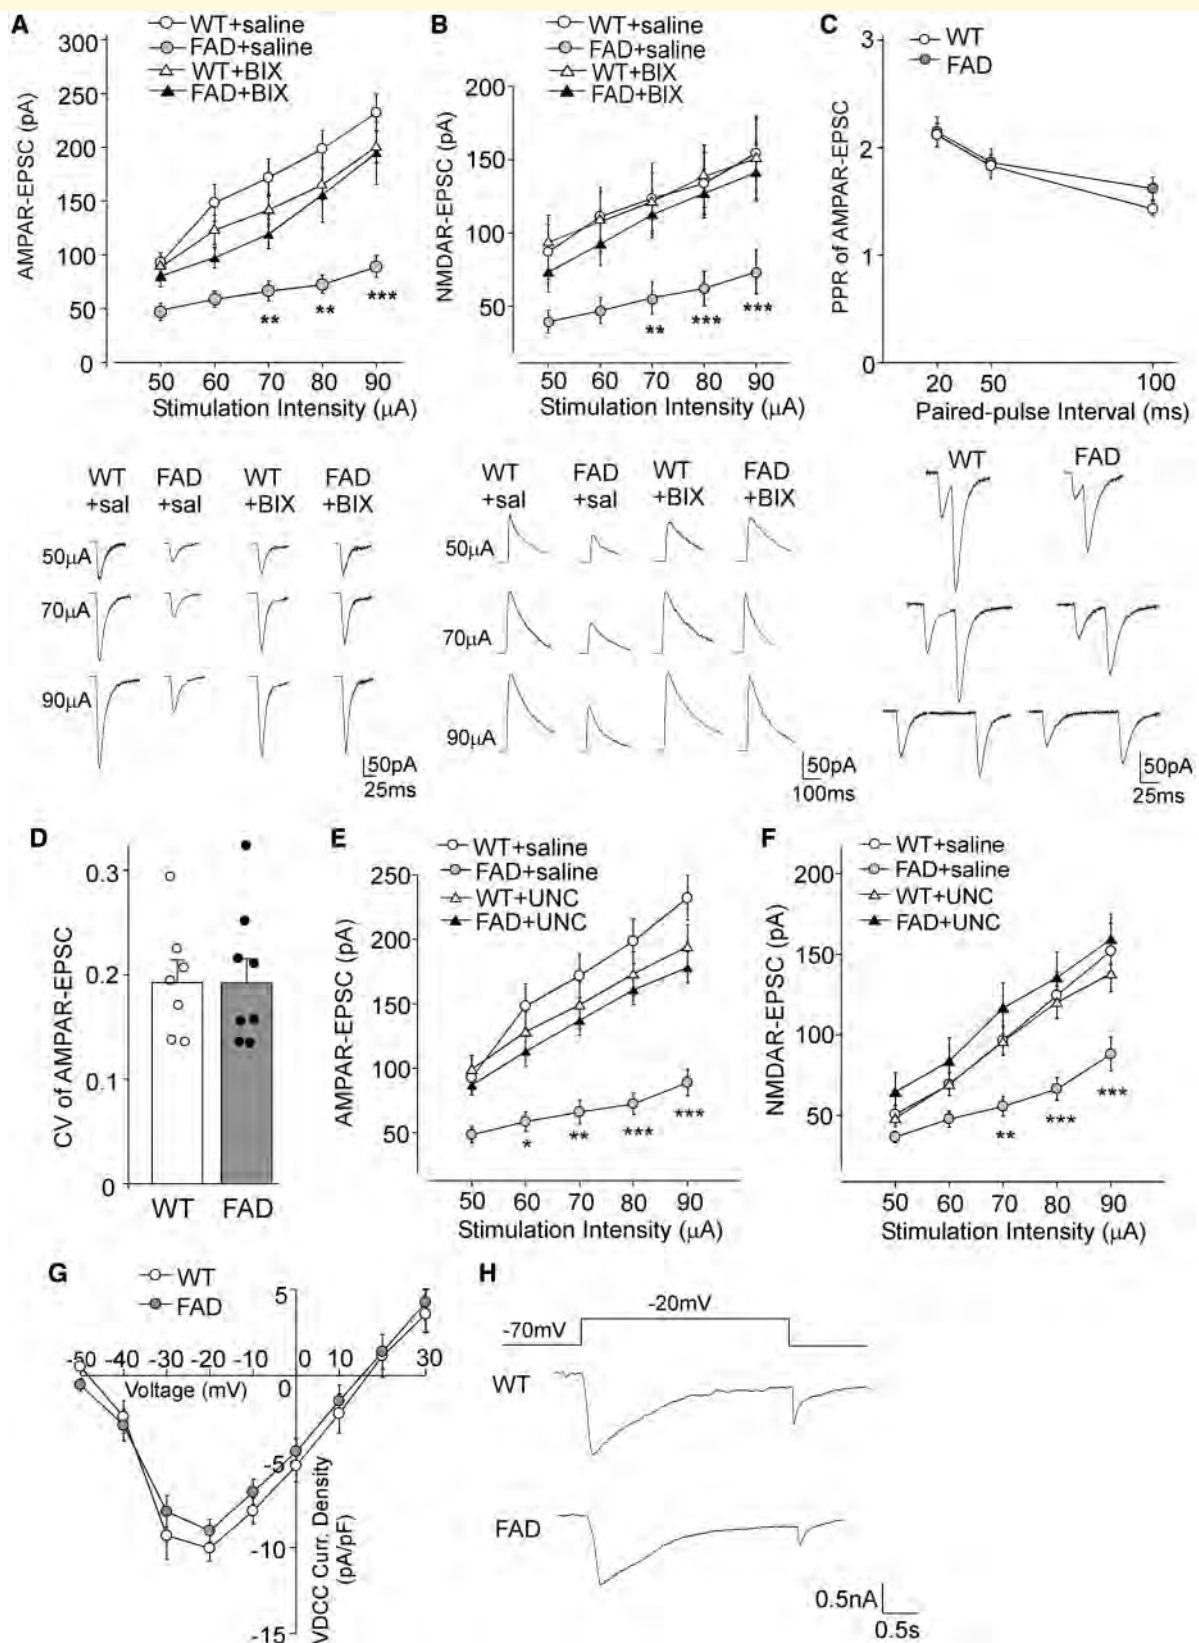 A
WT+saline
FAD+saline
WT+BIX
FAD+BIX
AMPAR-EPSC (pA)
300
250
200
150
100
50
0
** ** ***
50 60 70 80 90
Stimulation Intensity (µA)
WT +sal
FAD +sal
WT +BIX
FAD +BIX
50µA
70µA
90µA
50pA
25ms
B
WT+saline
FAD+saline
WT+BIX
FAD+BIX
NMDAR-EPSC (pA)
200
150
100
50
** *** ***
50 60 70 80 90
Stimulation Intensity (µA)
WT +sal
FAD +sal
WT +BIX
FAD +BIX
50µA
70µA
90µA
50pA
100ms
C
WT
FAD
PPR of AMPAR-EPSC
3
2
1
0
20 50 100
Paired-pulse Interval (ms)
WT FAD
50pA
25ms
D
CV of AMPAR-EPSC
0.3
0.2
0.1
0
WT FAD
E
WT+saline
FAD+saline
WT+UNC
FAD+UNC
AMPAR-EPSC (pA)
250
200
150
100
50
* ** *** ***
50 60 70 80 90
Stimulation Intensity (µA)
F
WT+saline
FAD+saline
WT+UNC
FAD+UNC
NMDAR-EPSC (pA)
200
150
100
50
** *** ***
50 60 70 80 90
Stimulation Intensity (µA)
G
WT
FAD
5
-50 -40 -30 -20 -10 0 10 20 30
Voltage (mV)
0
-5
-10
-15
VDCC Curr. Density
(pA/pF)
H
-20mV
-70mV
WT
FAD
0.5nA
0.5s